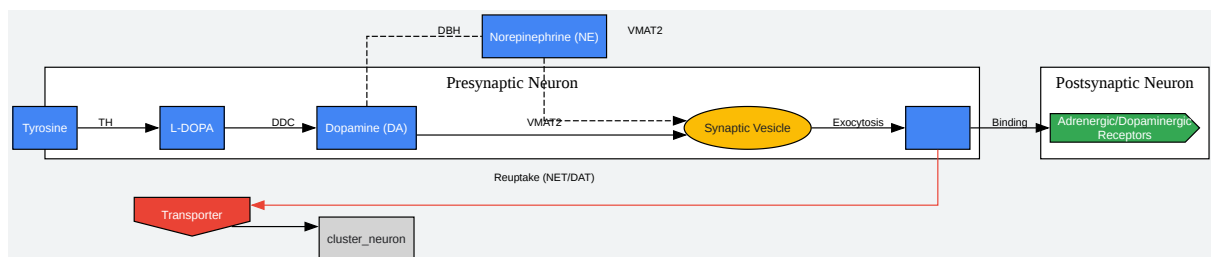 DBH
Norepinephrine (NE)
VMAT2
Presynaptic Neuron
Postsynaptic Neuron
Tyrosine
TH
L-DOPA
DDC
Dopamine (DA)
VMAT2
Synaptic Vesicle
Exocytosis
Binding
Adrenergic/Dopaminergic
Receptors
Reuptake (NET/DAT)
Transporter
cluster_neuron